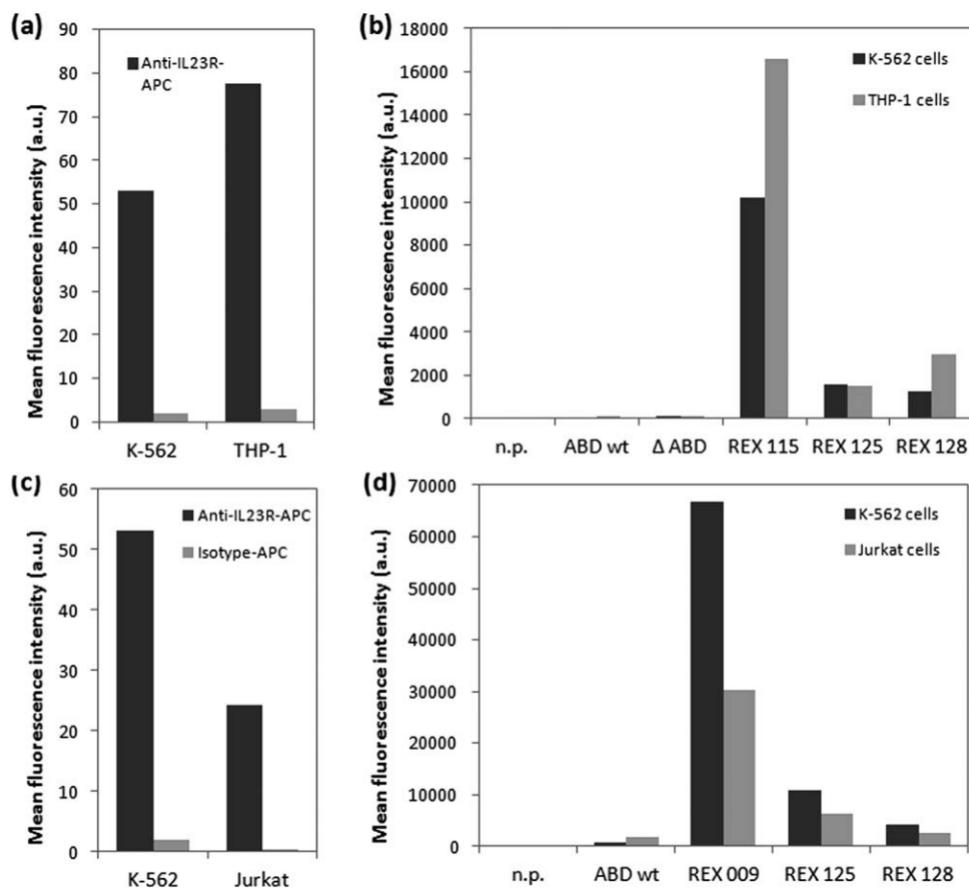 (a)
Mean fluorescence intensity (a.u.)
90
80
70
60
50
40
30
20
10
0
Anti-IL23R-
APC
K-562
THP-1
(b)
Mean fluorescence intensity (a.u.)
18000
16000
14000
12000
10000
8000
6000
4000
2000
0
K-562 cells
THP-1 cells
n.p.
ABD wt
Δ ABD
REX 115
REX 125
REX 128
(c)
Mean fluorescence intensity (a.u.)
60
50
40
30
20
10
0
Anti-IL23R-APC
Isotype-APC
K-562
Jurkat
(d)
Mean fluorescence intensity (a.u.)
70000
60000
50000
40000
30000
20000
10000
0
K-562 cells
Jurkat cells
n.p.
ABD wt
REX 009
REX 125
REX 128